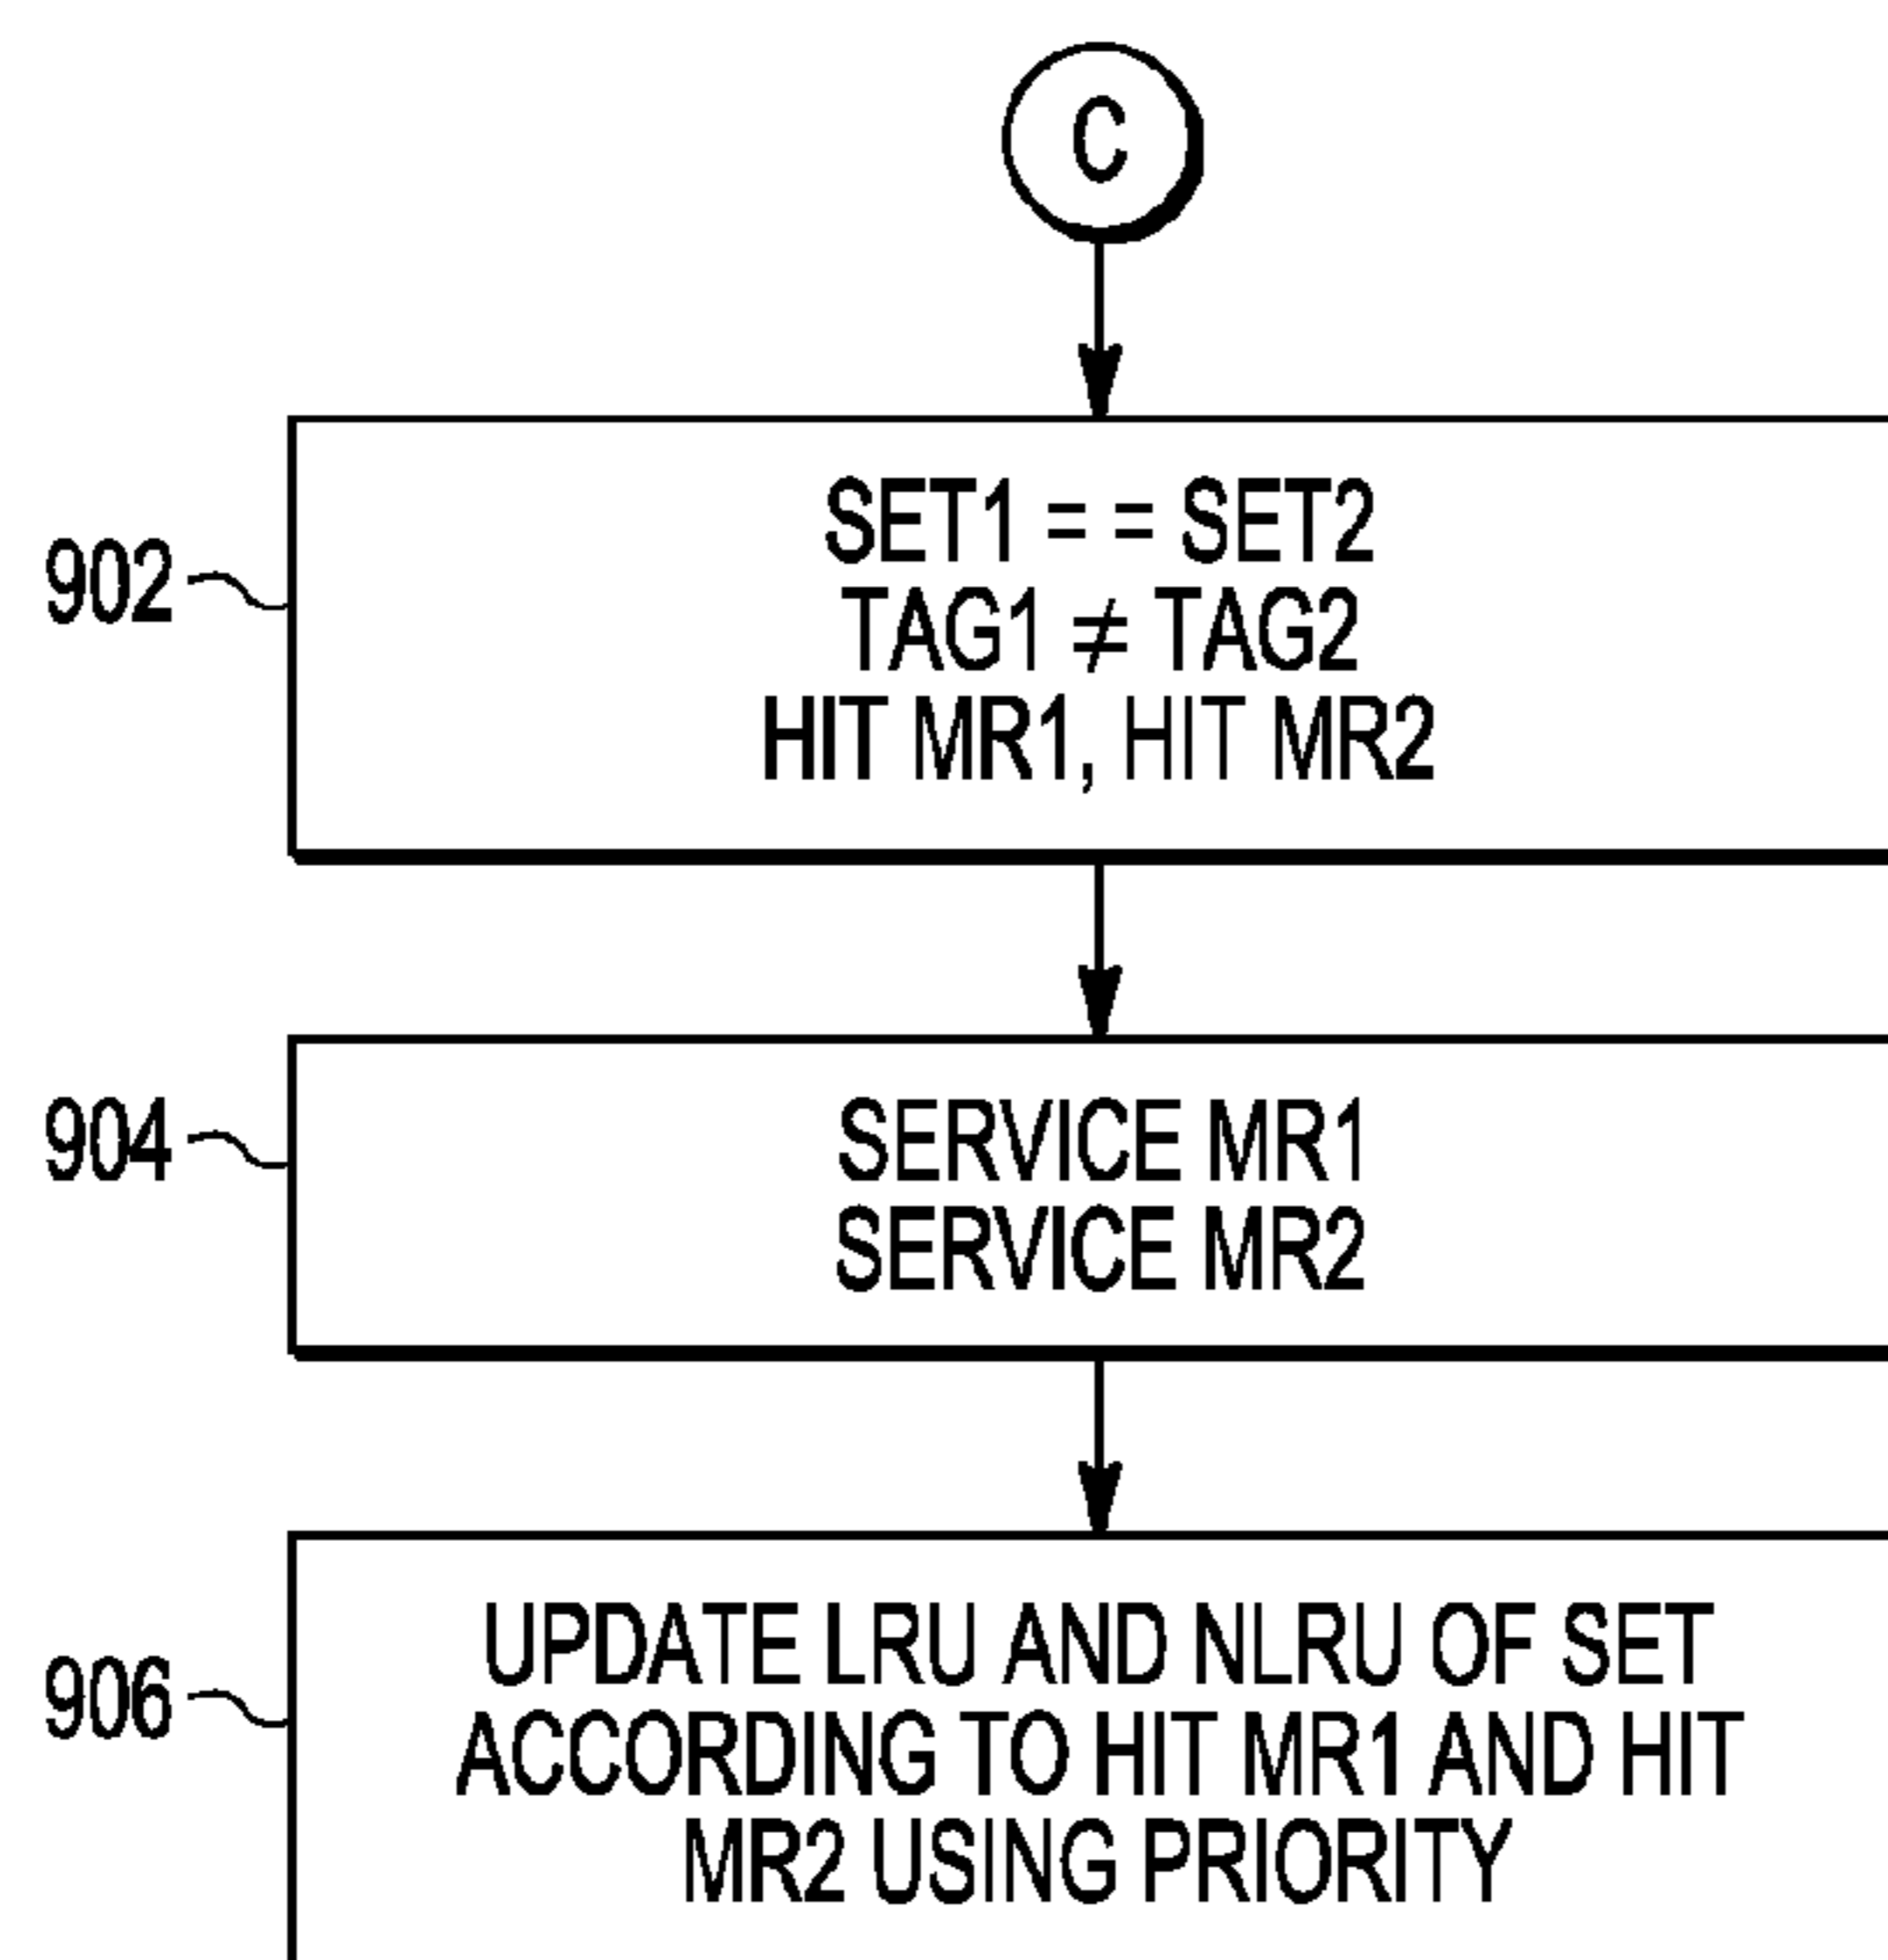 C
902
SET1 = = SET2
TAG1 ≠ TAG2
HIT MR1, HIT MR2
904
SERVICE MR1
SERVICE MR2
906
UPDATE LRU AND NLRU OF SET
ACCORDING TO HIT MR1 AND HIT
MR2 USING PRIORITY